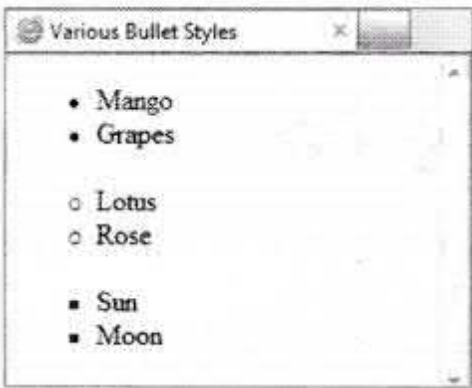 Various Bullet Styles
• Mango
• Grapes
○ Lotus
○ Rose
▪ Sun
▪ Moon